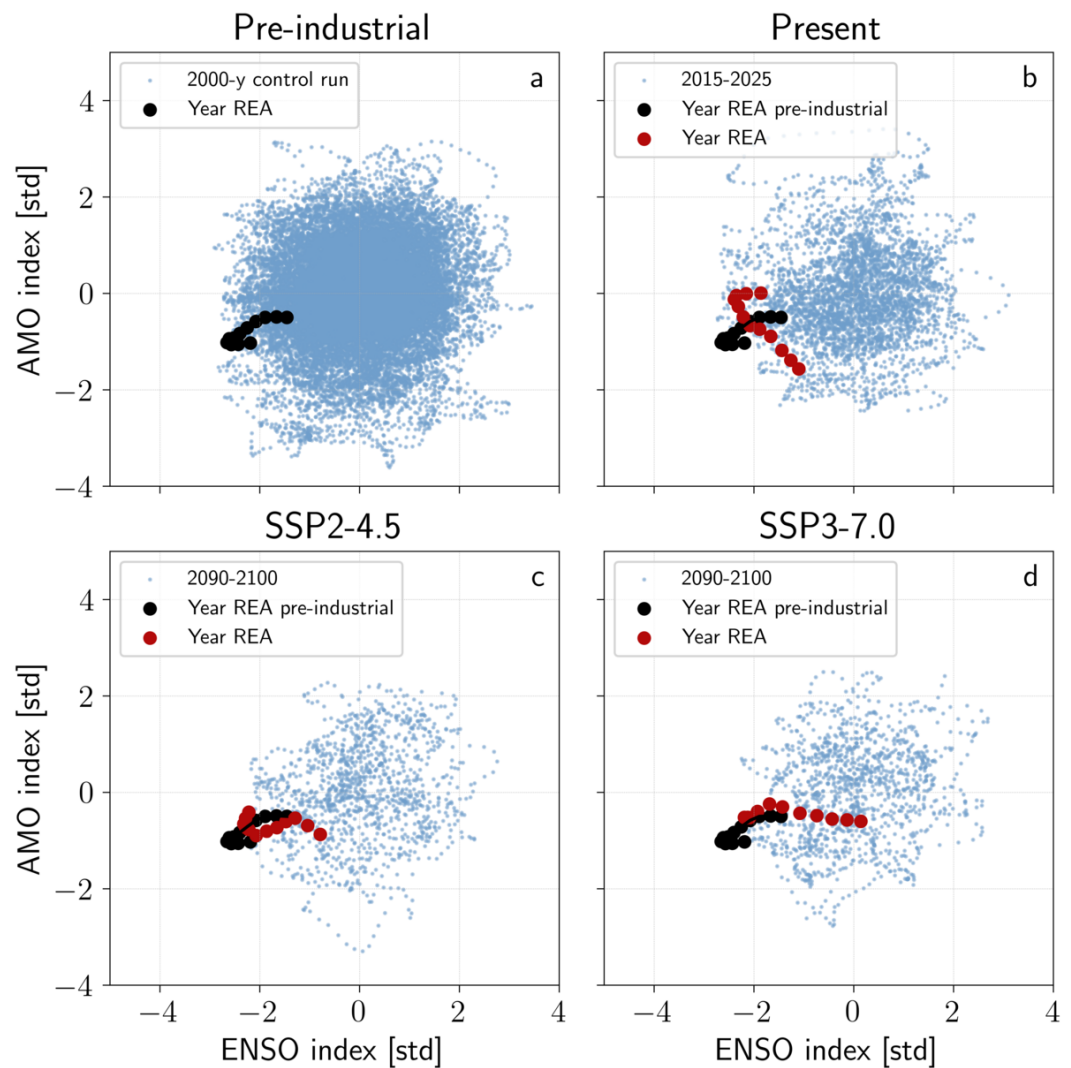 Pre-industrial
Present
2000-y control run
Year REA
a
2015-2025
Year REA pre-industrial
Year REA
b
4
2
0
−2
−4
AMO index [std]
SSP2-4.5
SSP3-7.0
2090-2100
Year REA pre-industrial
Year REA
c
2090-2100
Year REA pre-industrial
Year REA
d
4
2
0
−2
−4
AMO index [std]
−4 −2 0 2 4
−4 −2 0 2 4
ENSO index [std]
ENSO index [std]